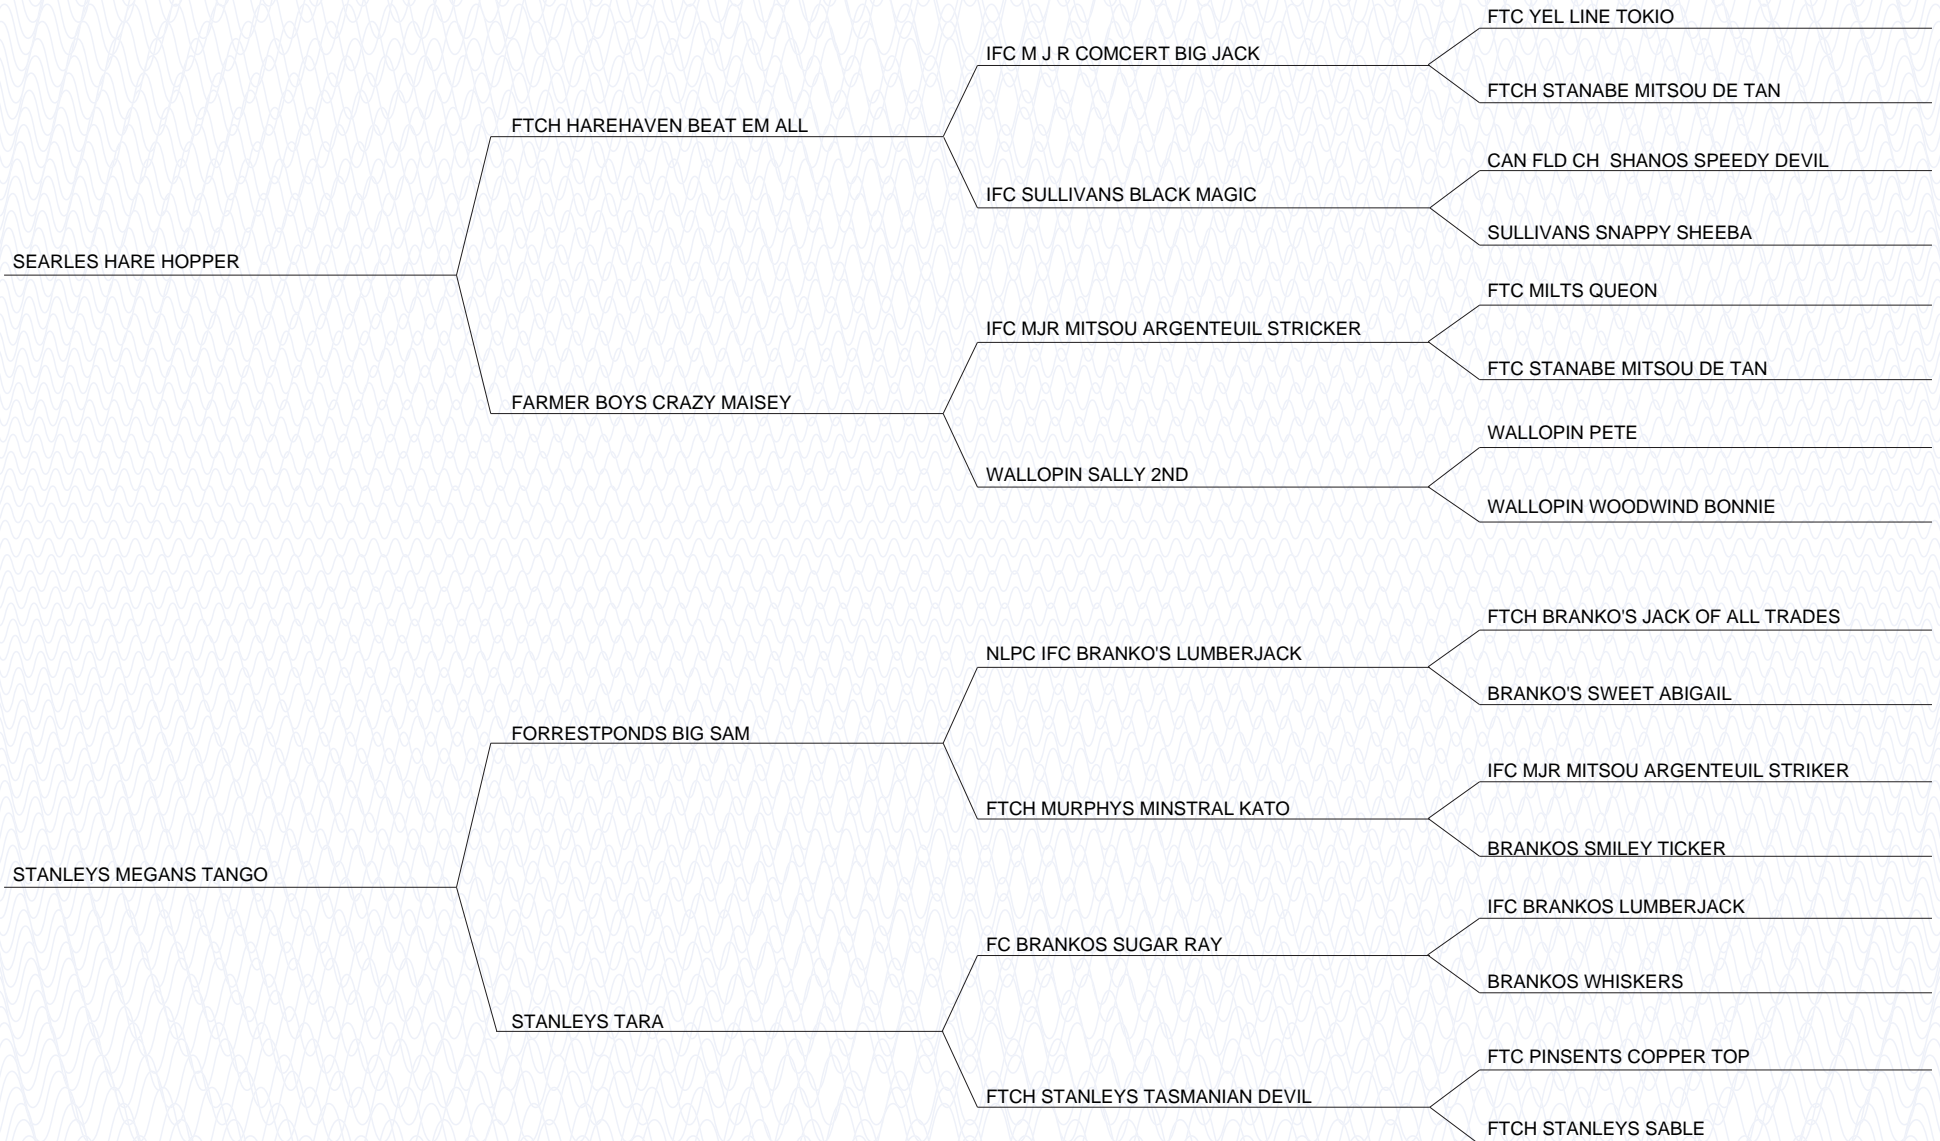 FTC YEL LINE TOKIO
IFC M J R COMCERT BIG JACK
FTCH STANABE MITSOU DE TAN
FTCH HAREHAVEN BEAT EM ALL
CAN FLD CH  SHANOS SPEEDY DEVIL
IFC SULLIVANS BLACK MAGIC
SULLIVANS SNAPPY SHEEBA
SEARLES HARE HOPPER
FTC MILTS QUEON
IFC MJR MITSOU ARGENTEUIL STRICKER
FTC STANABE MITSOU DE TAN
FARMER BOYS CRAZY MAISEY
WALLOPIN PETE
WALLOPIN SALLY 2ND
WALLOPIN WOODWIND BONNIE
FTCH BRANKO'S JACK OF ALL TRADES
NLPC IFC BRANKO'S LUMBERJACK
BRANKO'S SWEET ABIGAIL
FORRESTPONDS BIG SAM
IFC MJR MITSOU ARGENTEUIL STRIKER
FTCH MURPHYS MINSTRAL KATO
BRANKOS SMILEY TICKER
STANLEYS MEGANS TANGO
IFC BRANKOS LUMBERJACK
FC BRANKOS SUGAR RAY
BRANKOS WHISKERS
STANLEYS TARA
FTC PINSENTS COPPER TOP
FTCH STANLEYS TASMANIAN DEVIL
FTCH STANLEYS SABLE